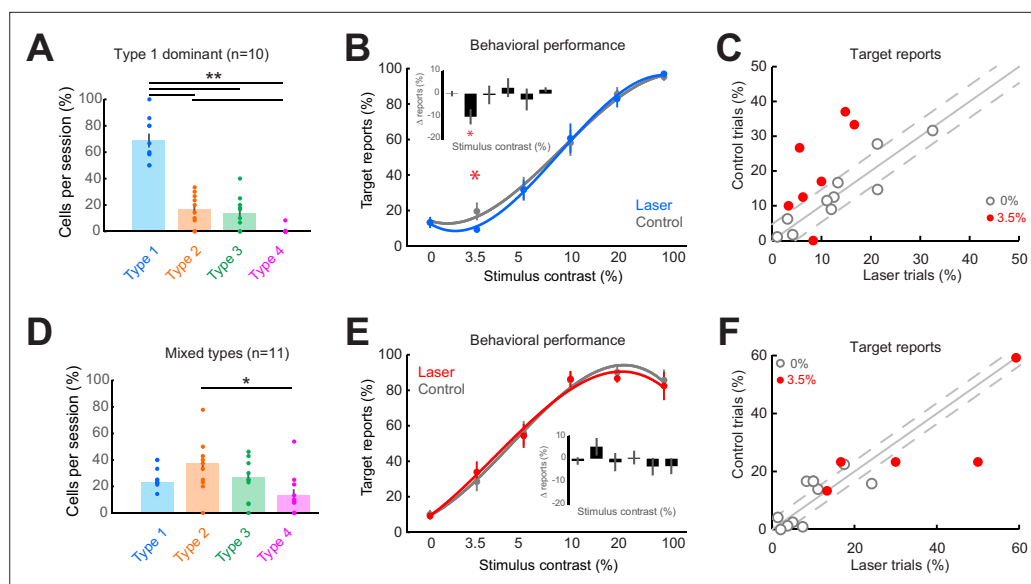 A
Type 1 dominant (n=10)
**
Cells per session (%)
100
80
60
40
20
0
Type 1
Type 2
Type 3
Type 4
B
Behavioral performance
Target reports (%)
100
80
60
40
20
0
Δ reports (%)
10
0
-10
-20
*
Stimulus contrast (%)
*
Laser
Control
0 3.5 5 10 20 100
Stimulus contrast (%)
C
Target reports
Control trials (%)
50
40
30
20
10
0
0%
3.5%
0 10 20 30 40 50
Laser trials (%)
D
Mixed types (n=11)
*
Cells per session (%)
100
80
60
40
20
0
Type 1
Type 2
Type 3
Type 4
E
Behavioral performance
Laser
Control
Target reports (%)
100
80
60
40
20
0
Δ reports (%)
10
0
-10
-20
Stimulus contrast (%)
0 3.5 5 10 20 100
Stimulus contrast (%)
F
Target reports
0%
3.5%
Control trials (%)
60
40
20
0
0 20 40 60
Laser trials (%)